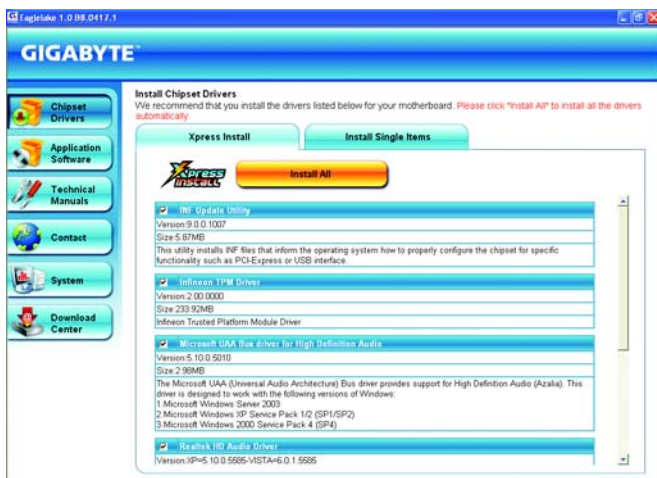 Eaglelake 1.0 B8.0417.1
GIGABYTE™
Chipset
Drivers
Application
Software
Technical
Manuals
Contact
System
Download
Center
Install Chipset Drivers
We recommend that you install the drivers listed below for your motherboard. Please click "Install All" to install all the drivers
automatically.
Xpress Install
Install Single Items
Xpress
Install
Install All
INF Update Utility
Version:9.0.0.1007
Size:5.87MB
This utility installs INF files that inform the operating system how to properly configure the chipset for specific
functionality such as PCI-Express or USB interface.
Infineon TPM Driver
Version:2.00.0000
Size:233.92MB
Infineon Trusted Platform Module Driver
Microsoft UAA Bus driver for High Definition Audio
Version:5.10.0.5010
Size:2.98MB
The Microsoft UAA (Universal Audio Architecture) Bus driver provides support for High Definition Audio (Azalia). This
driver is designed to work with the following versions of Windows:
1.Microsoft Windows Server 2003
2.Microsoft Windows XP Service Pack 1/2 (SP1/SP2)
3.Microsoft Windows 2000 Service Pack 4 (SP4)
Realtek HD Audio Driver
Version:XP=5.10.0.5585-VISTA=6.0.1.5585